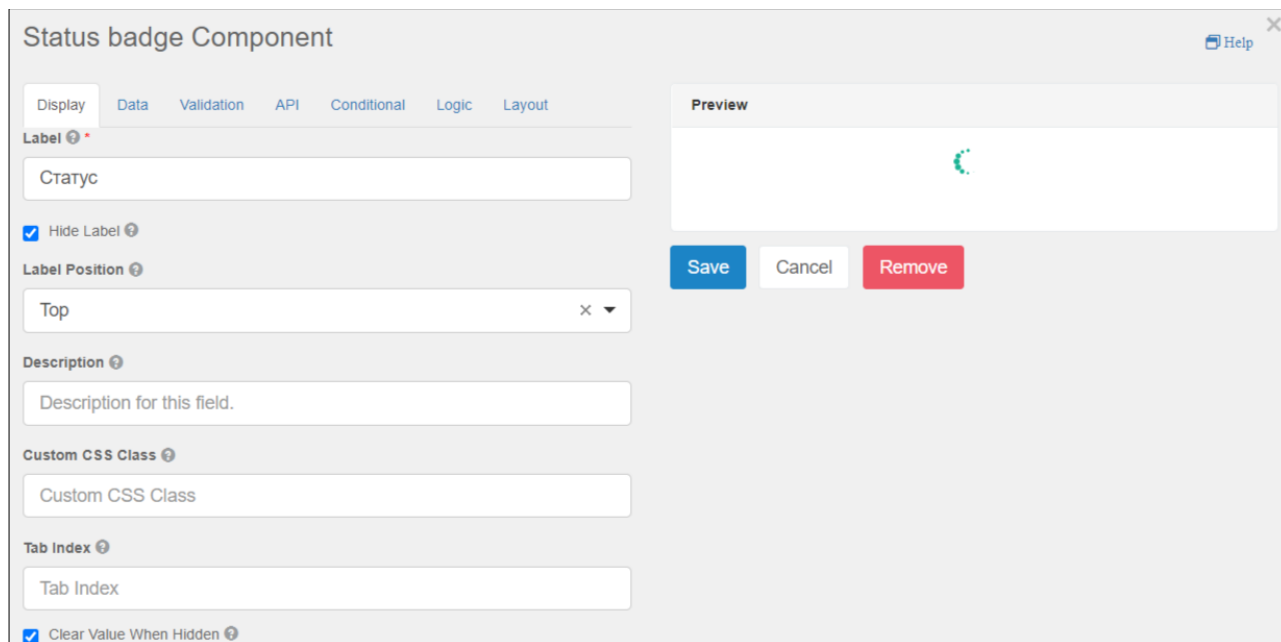 Status badge Component
Help
Display Data Validation API Conditional Logic Layout
Label *
Статус
Hide Label
Label Position
Top
Description
Description for this field.
Custom CSS Class
Custom CSS Class
Tab Index
Tab Index
Clear Value When Hidden
Preview
Save Cancel Remove